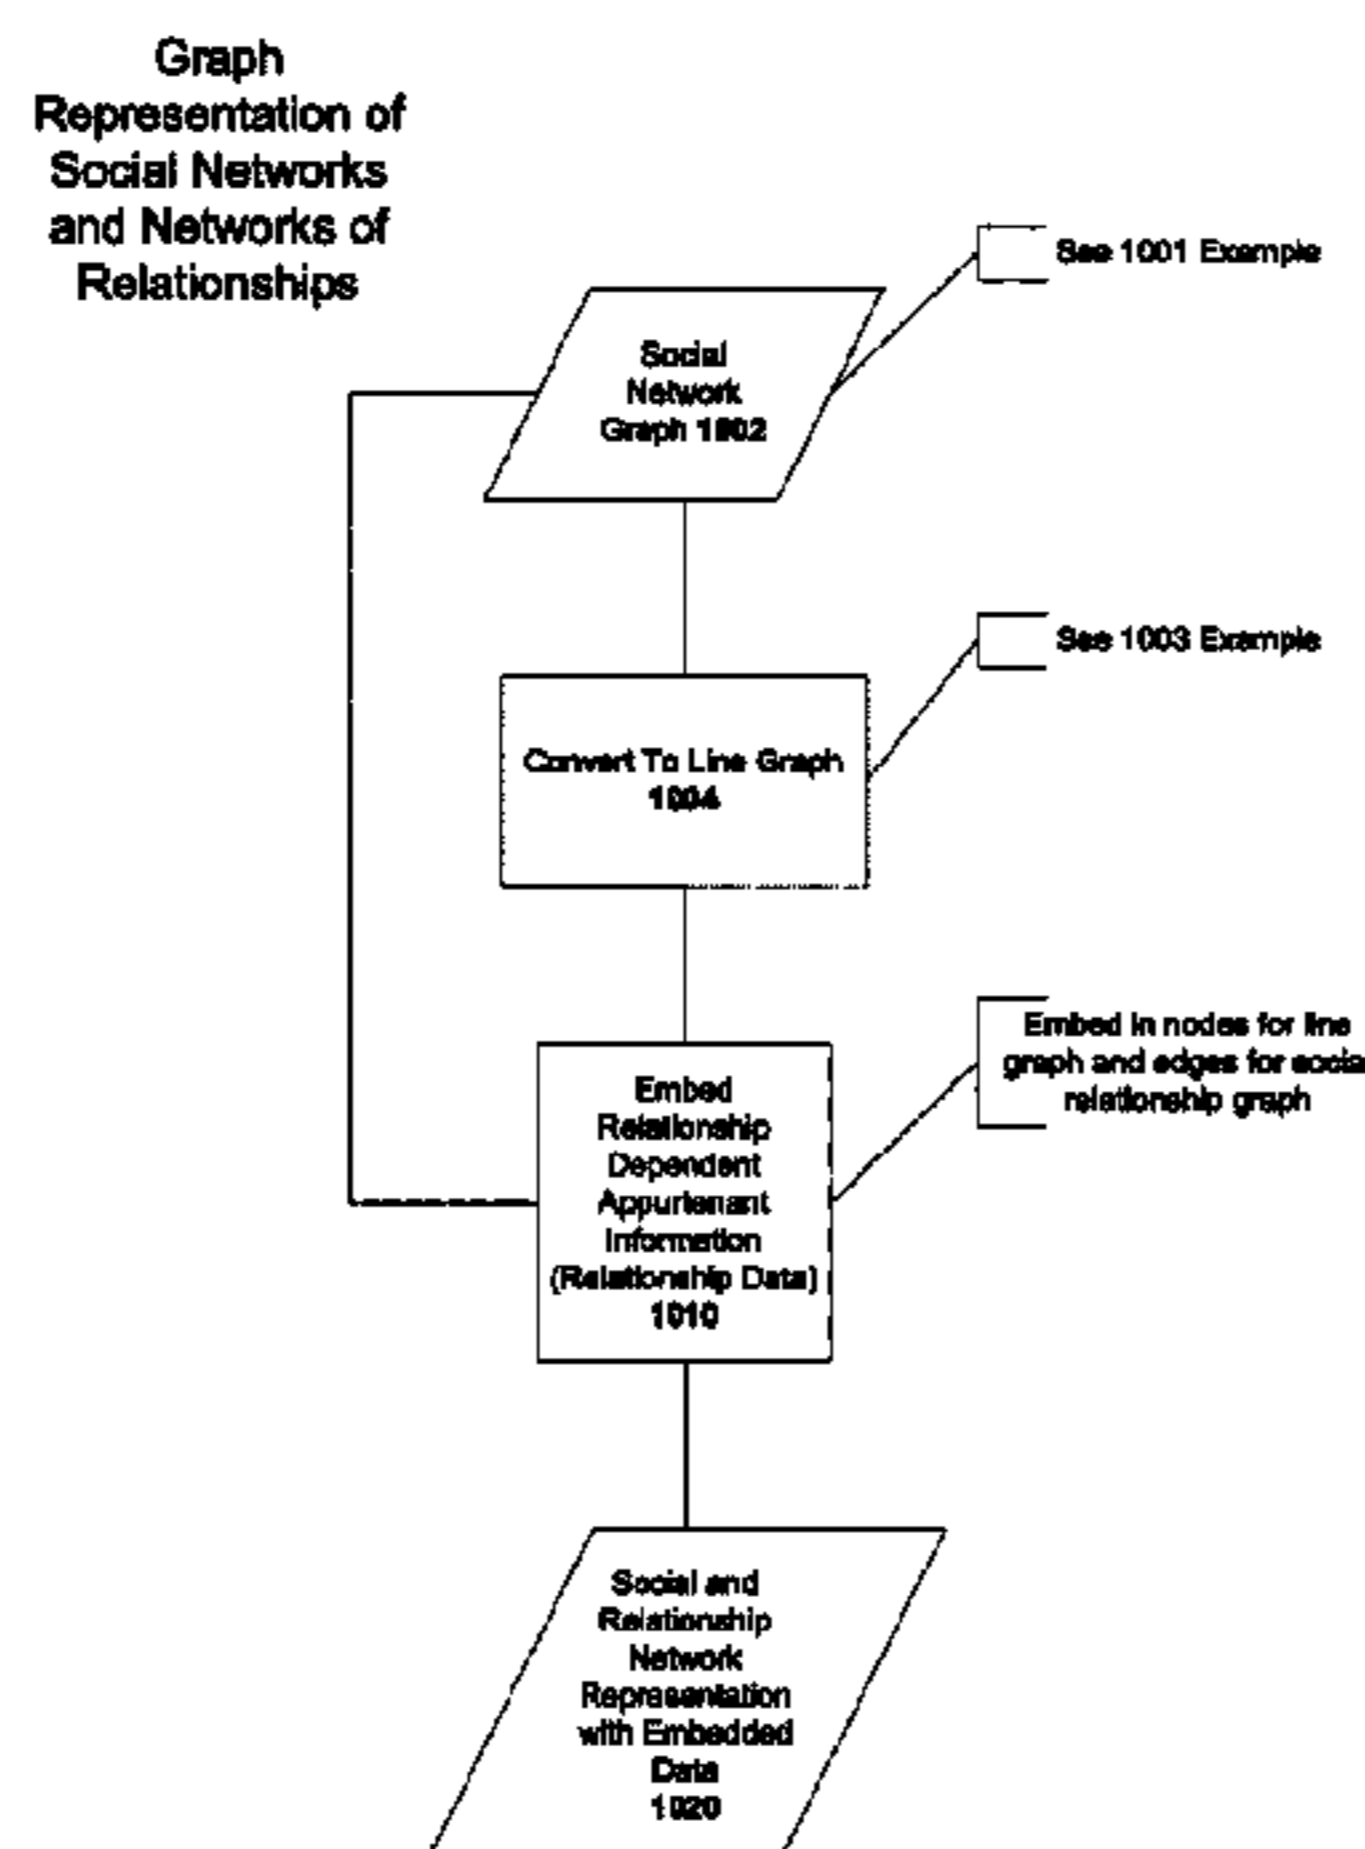 Graph
Representation of
Social Networks
and Networks of
Relationships
See 1001 Example
Social
Network
Graph 1002
See 1003 Example
Convert To Line Graph
1004
Embed in nodes for line
graph and edges for social
relationship graph
Embed
Relationship
Dependent
Appurtenant
Information
(Relationship Data)
1010
Social and
Relationship
Network
Representation
with Embedded
Data
1020